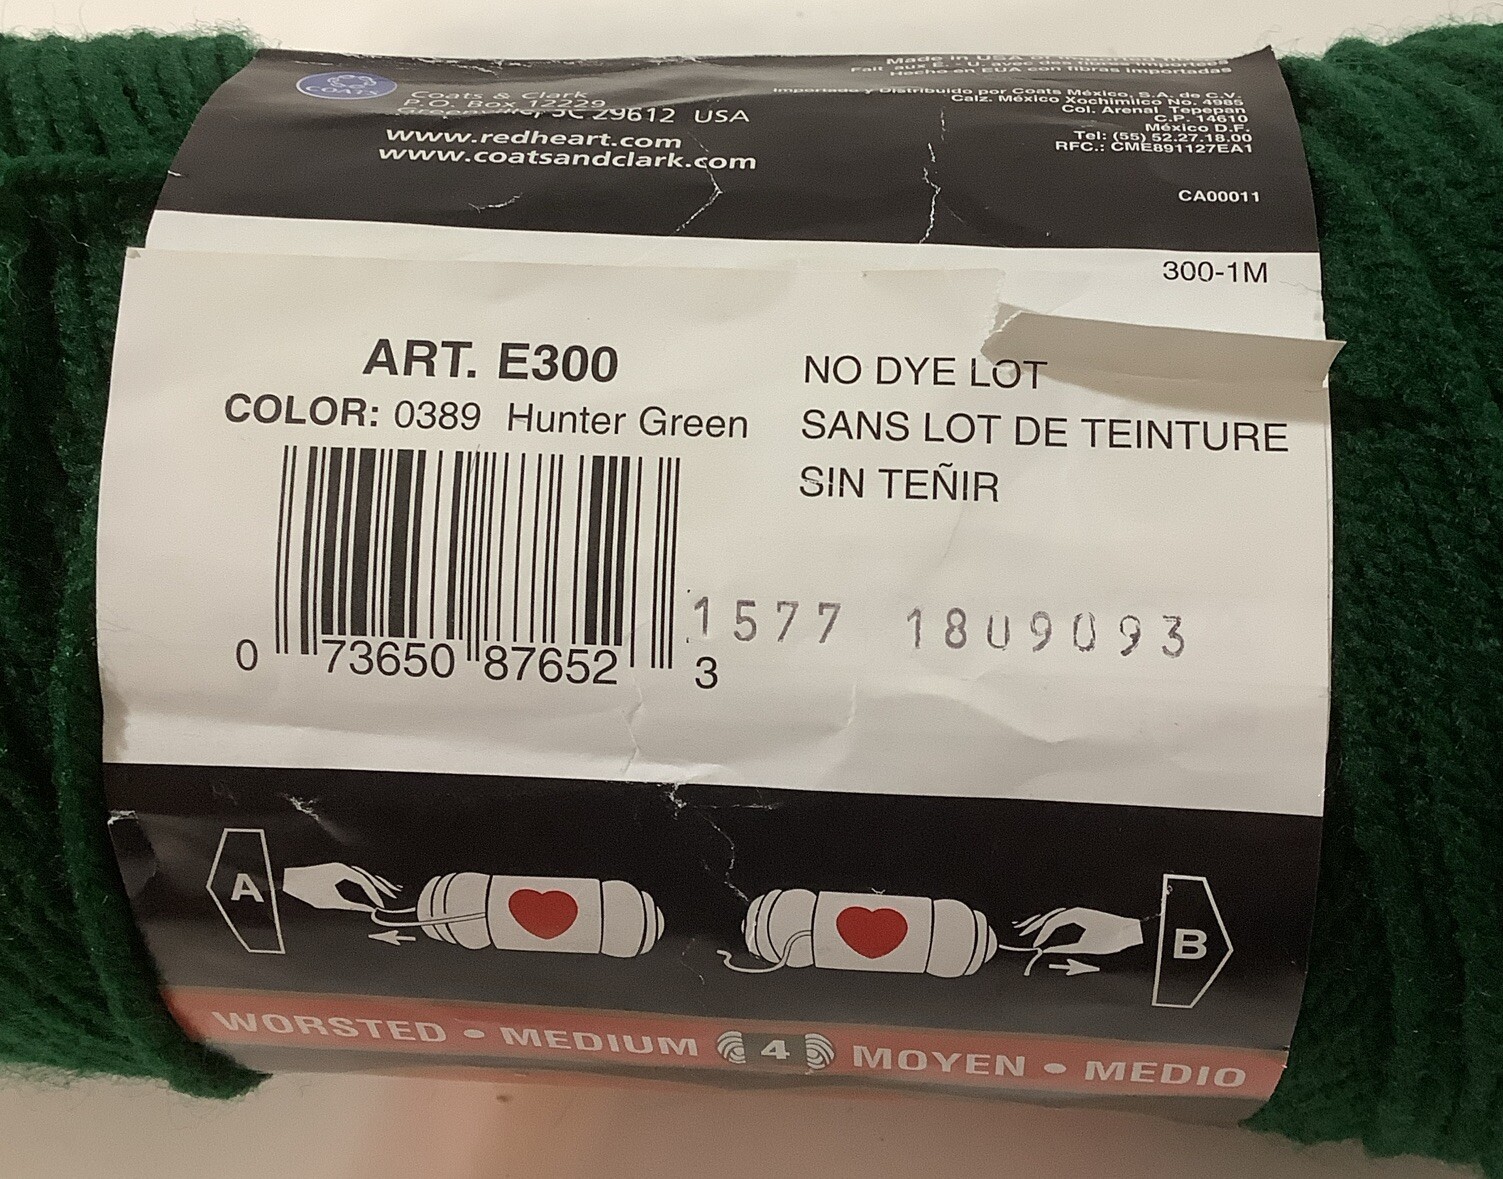 COATS
Coats & Clark
P.O. Box 12229
29612 USA
www.redheart.com
www.coatsandclark.com
Made in USA
Hecho en EUA con fibras importadas
Importado y Distribuido por Coats México, S.A. de C.V.
Calz. México Xochimilco No. 4985
Col. Arenal Tepepan
C.P. 14610
México D.F.
Tel: (55) 52.27.18.00
RFC.: CME891127EA1
CA00011
300-1M
ART. E300
COLOR: 0389 Hunter Green
NO DYE LOT
SANS LOT DE TEINTURE
SIN TEÑIR
0 73650 87652 3
1577 1809093
A
B
WORSTED • MEDIUM 4 MOYEN • MEDIO